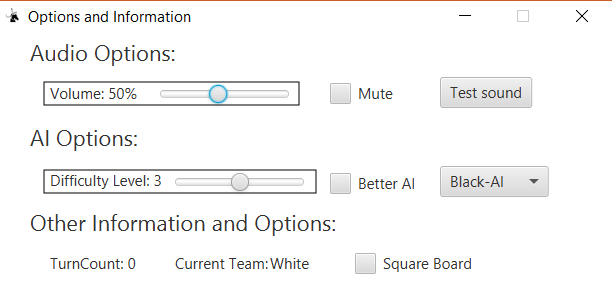 Options and Information
Audio Options:
Volume: 50% Mute Test sound
AI Options:
Difficulty Level: 3 Better AI Black-AI
Other Information and Options:
TurnCount: 0 Current Team:White Square Board